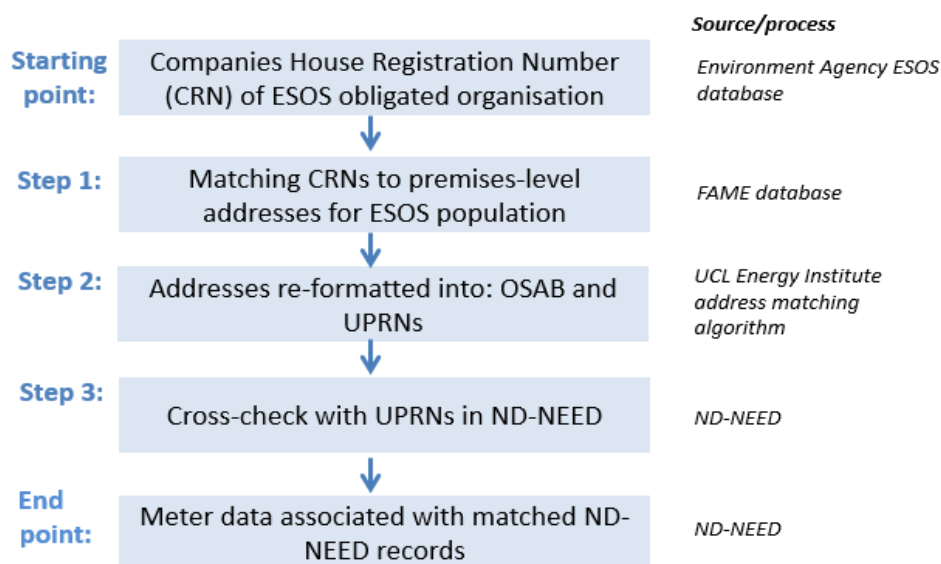 Source/process
Starting point:
Companies House Registration Number
(CRN) of ESOS obligated organisation
Environment Agency ESOS
database
Step 1:
Matching CRNs to premises-level
addresses for ESOS population
FAME database
Step 2:
Addresses re-formatted into: OSAB and
UPRNs
UCL Energy Institute
address matching
algorithm
Step 3:
Cross-check with UPRNs in ND-NEED
ND-NEED
End
point:
Meter data associated with matched ND-
NEED records
ND-NEED